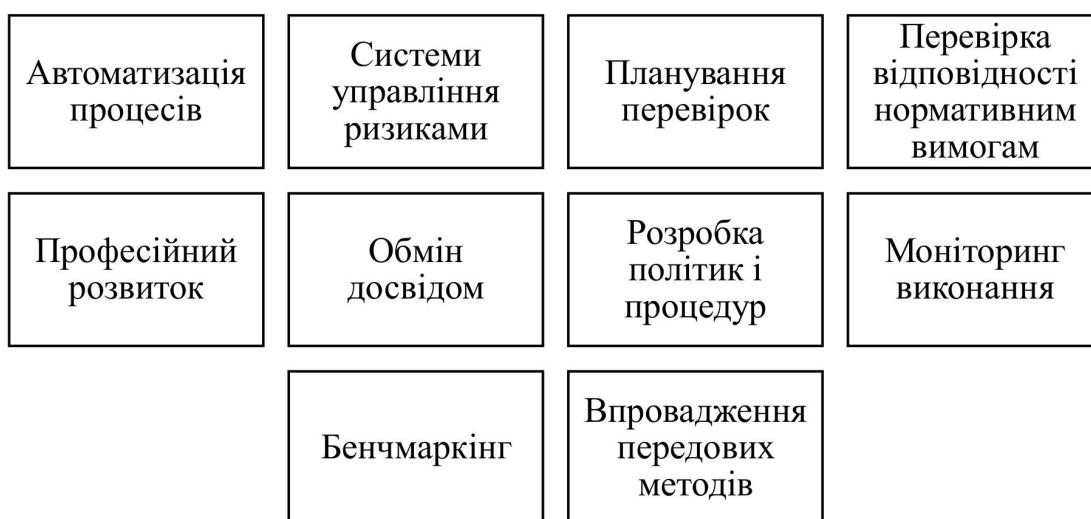 Автоматизація
процесів
Системи
управління
ризиками
Планування
перевірок
Перевірка
відповідності
нормативним
вимогам
Професійний
розвиток
Обмін
досвідом
Розробка
політик і
процедур
Моніторинг
виконання
Бенчмаркінг
Впровадження
передових
методів